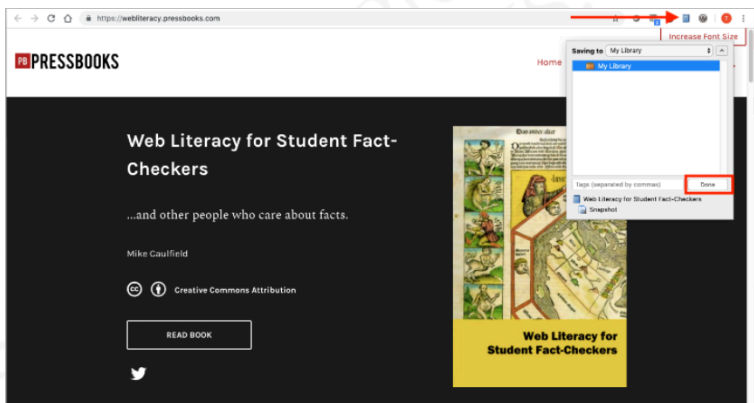 https://webliteracy.pressbooks.com
Increase Font Size
PB PRESSBOOKS
Home
Saving to My Library
My Library
Tags (separated by commas)
Done
Web Literacy for Student Fact-Checkers
Snapshot
Web Literacy for Student Fact-
Checkers
...and other people who care about facts.
Mike Caulfield
cc
Creative Commons Attribution
READ BOOK
Web Literacy for
Student Fact-Checkers